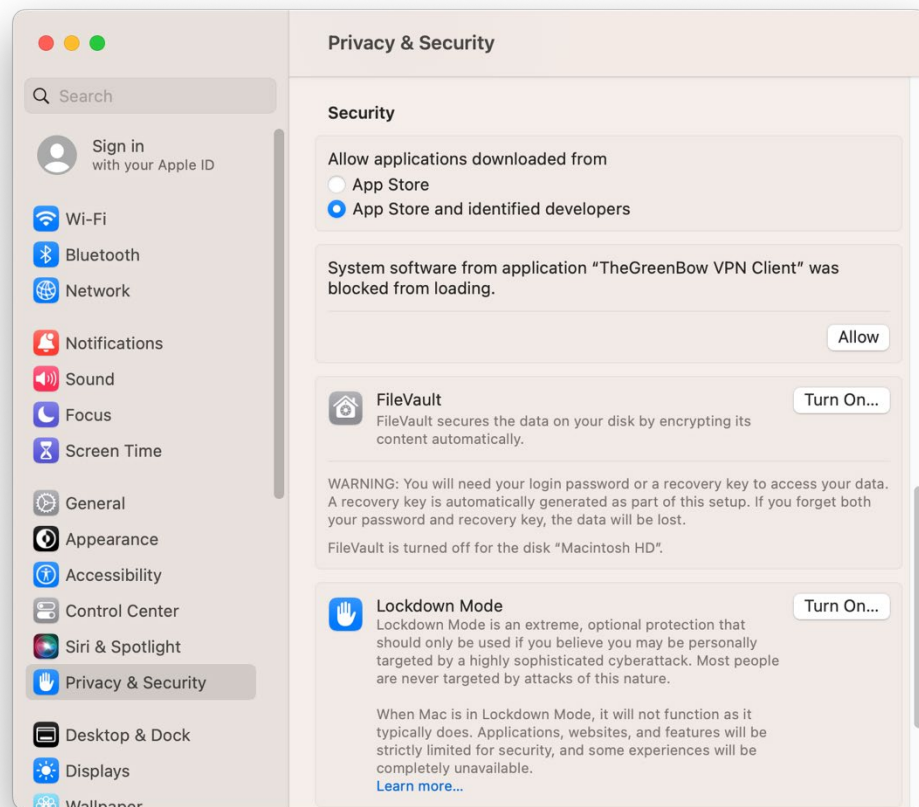 Privacy & Security
Search
Sign in
with your Apple ID
Wi-Fi
Bluetooth
Network
Notifications
Sound
Focus
Screen Time
General
Appearance
Accessibility
Control Center
Siri & Spotlight
Privacy & Security
Desktop & Dock
Displays
Wallpaper
Security
Allow applications downloaded from
App Store
App Store and identified developers
System software from application “TheGreenBow VPN Client” was
blocked from loading.
Allow
FileVault
Turn On...
FileVault secures the data on your disk by encrypting its
content automatically.
WARNING: You will need your login password or a recovery key to access your data.
A recovery key is automatically generated as part of this setup. If you forget both
your password and recovery key, the data will be lost.
FileVault is turned off for the disk “Macintosh HD”.
Lockdown Mode
Turn On...
Lockdown Mode is an extreme, optional protection that
should only be used if you believe you may be personally
targeted by a highly sophisticated cyberattack. Most people
are never targeted by attacks of this nature.
When Mac is in Lockdown Mode, it will not function as it
typically does. Applications, websites, and features will be
strictly limited for security, and some experiences will be
completely unavailable.
Learn more...